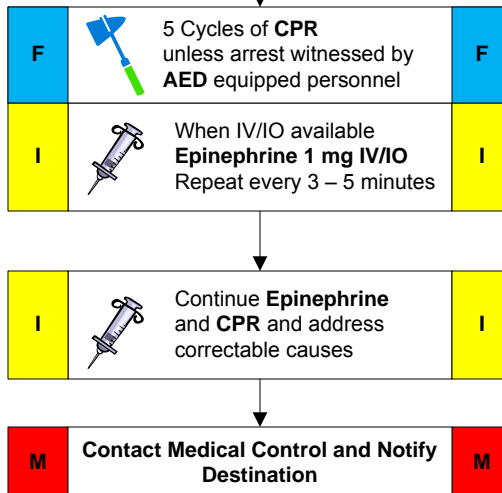 5 Cycles of CPR
F unless arrest witnessed by F
AED equipped personnel
When IV/IO available
I Epinephrine 1 mg IV/IO I
Repeat every 3 – 5 minutes
Continue Epinephrine
I and CPR and address I
correctable causes
M Contact Medical Control and Notify M
Destination